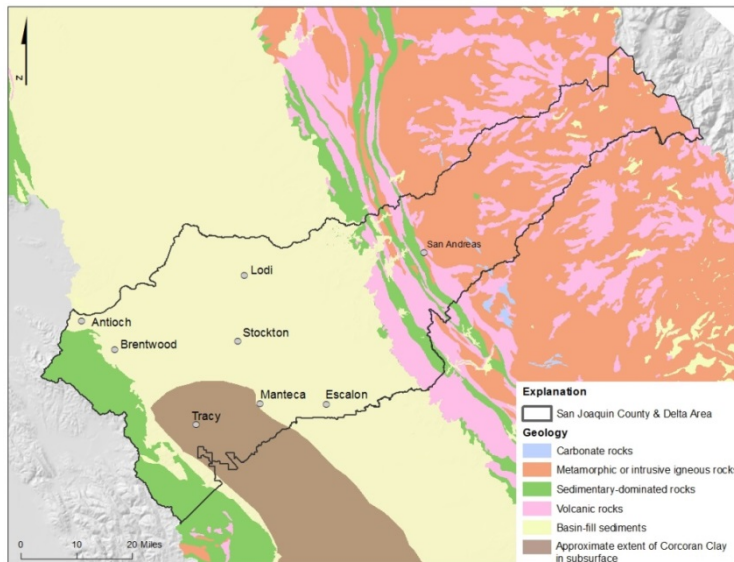 N
San Andreas
Lodi
Antioch
Stockton
Brentwood
Manteca
Escalon
Tracy
Explanation
San Joaquin County & Delta Area
Geology
Carbonate rocks
Metamorphic or intrusive igneous rocks
Sedimentary-dominated rocks
Volcanic rocks
Basin-fill sediments
Approximate extent of Corcoran Clay
in subsurface
0 10 20 Miles